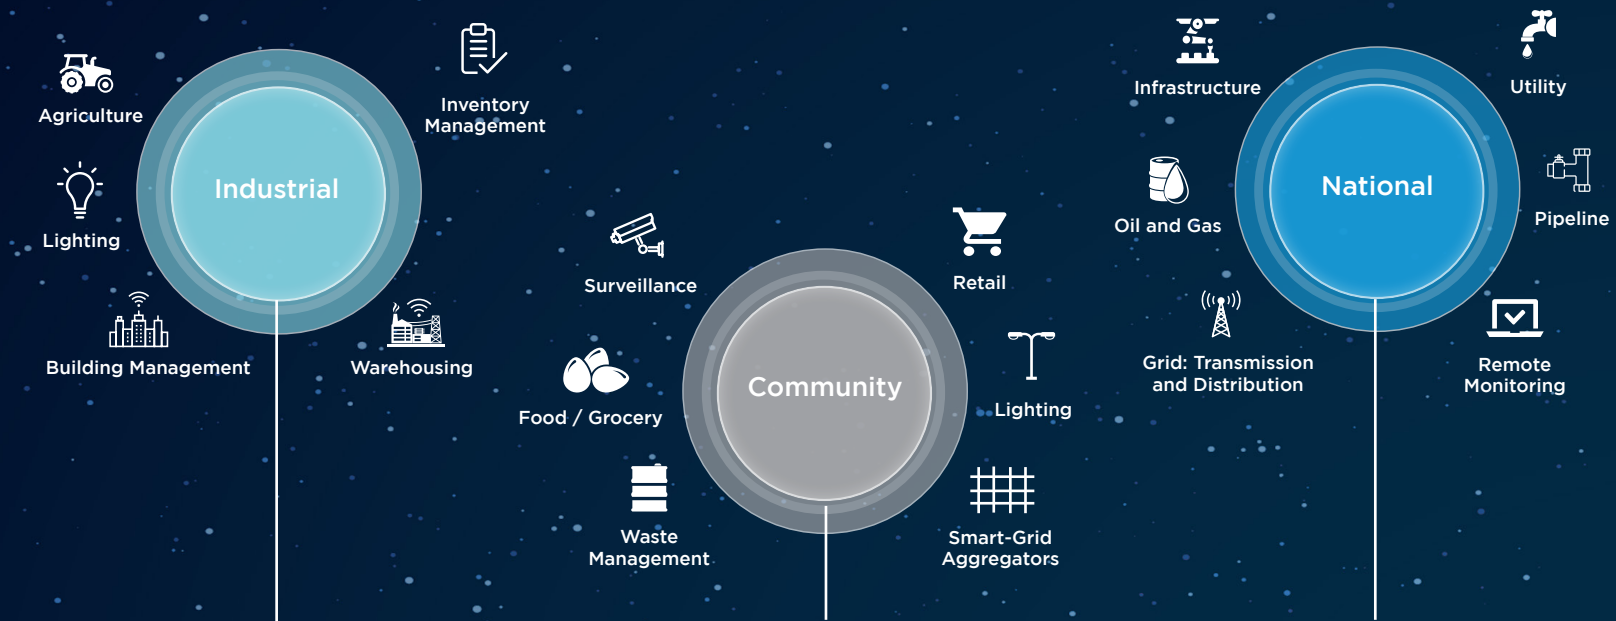 Industrial
Agriculture
Lighting
Building Management
Inventory
Management
Warehousing
Community
Surveillance
Food / Grocery
Waste
Management
Retail
Lighting
Smart-Grid
Aggregators
National
Infrastructure
Oil and Gas
Grid: Transmission
and Distribution
Utility
Pipeline
Remote
Monitoring